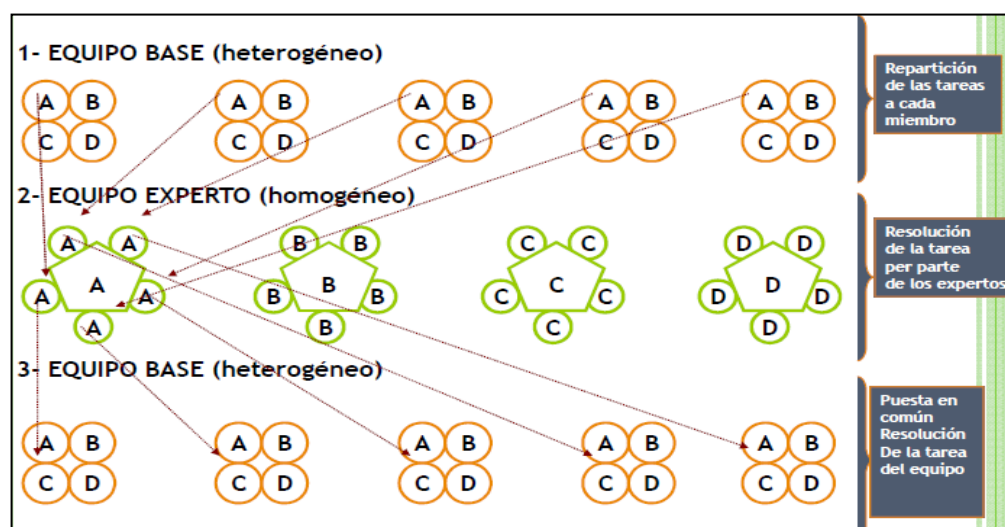 1- EQUIPO BASE (heterogéneo)
A B A B A B A B A B
C D C D C D C D C D
Repartición
de las tareas
a cada
miembro
2- EQUIPO EXPERTO (homogéneo)
A A B B C C D D
A B C D
A A B B C C D D
A B C D
Resolución
de la tarea
per parte
de los expertos
3- EQUIPO BASE (heterogéneo)
A B A B A B A B A B
C D C D C D C D C D
Puesta en
común
Resolución
De la tarea
del equipo